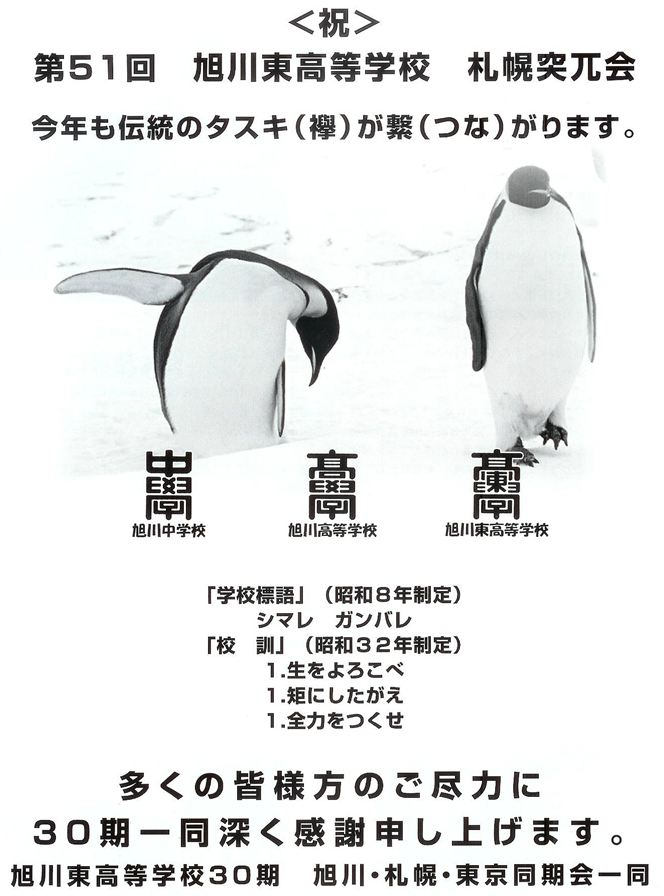 ＜祝＞
第５１回　旭川東高等学校　札幌突兀会
今年も伝統のタスキ（襷）が繋（つな）がります。
中學　高學　高東學
旭川中学校　旭川高等学校　旭川東高等学校
「学校標語」（昭和８年制定）
シマレ　ガンバレ
「校　訓」（昭和３２年制定）
１.生をよろこべ
１.矩にしたがえ
１.全力をつくせ
多くの皆様方のご尽力に
３０期一同深く感謝申し上げます。
旭川東高等学校３０期　旭川・札幌・東京同期会一同